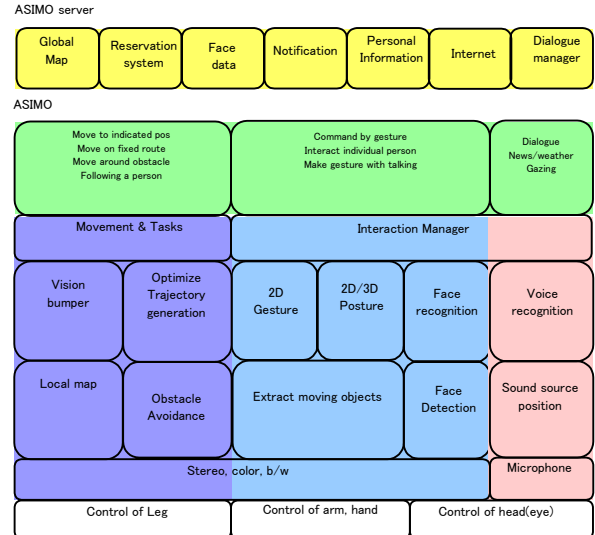 ASIMO server
Global
Map
Reservation
system
Face
data
Notification
Personal
Information
Internet
Dialogue
manager
ASIMO
Move to indicated pos
Move on fixed route
Move around obstacle
Following a person
Command by gesture
Interact individual person
Make gesture with talking
Dialogue
News/weather
Gazing
Movement & Tasks
Interaction Manager
Vision
bumper
Optimize
Trajectory
generation
2D
Gesture
2D/3D
Posture
Face
recognition
Voice
recognition
Local map
Obstacle
Avoidance
Extract moving objects
Face
Detection
Sound source
position
Stereo, color, b/w
Microphone
Control of Leg
Control of arm, hand
Control of head(eye)